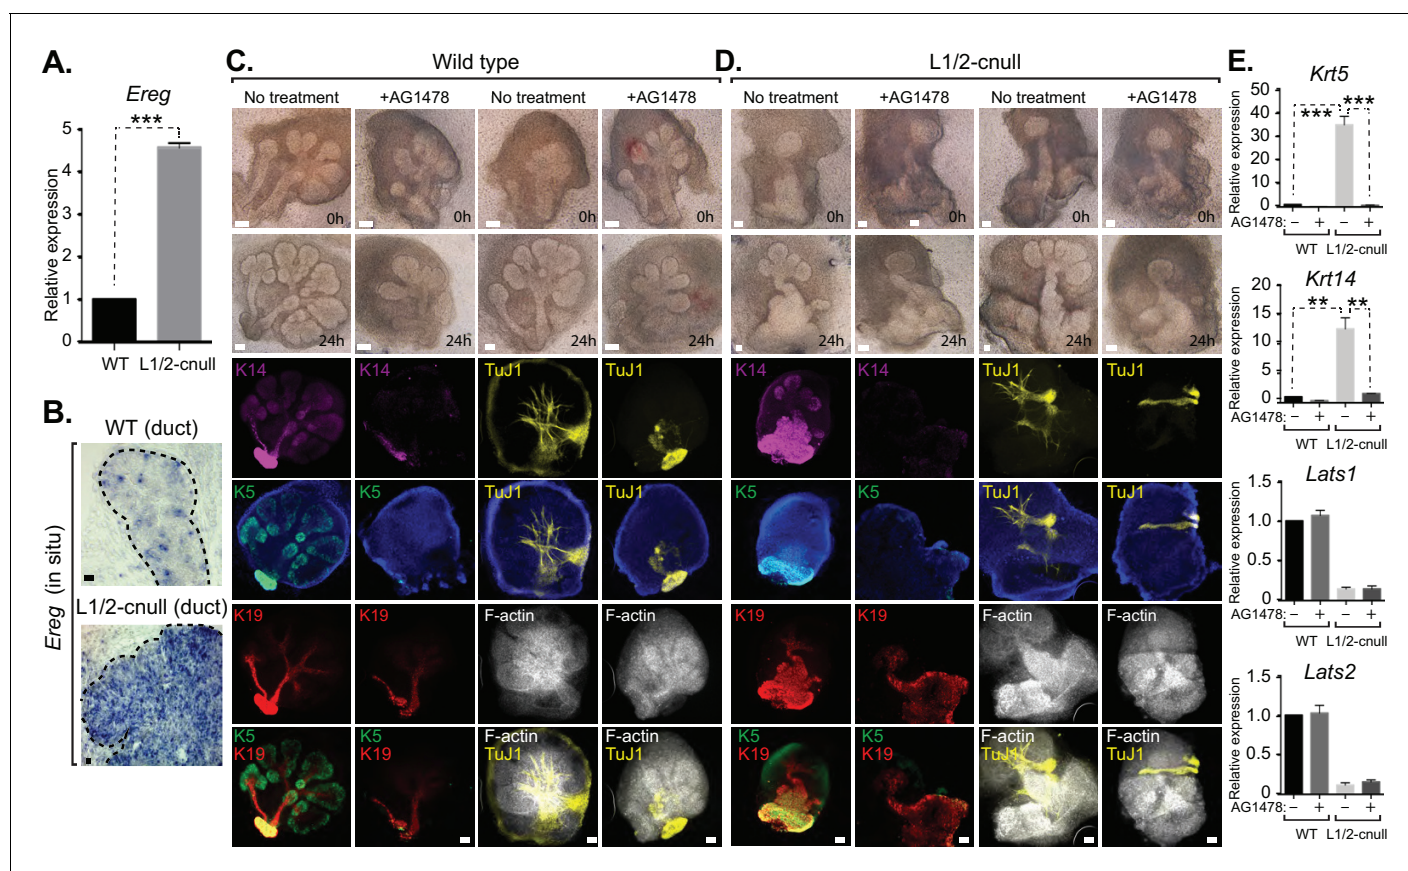 A.
Ereg
***
Relative expression
5
4
3
2
1
0
WT L1/2-cnull
B.
WT (duct)
Ereg (in situ)
L1/2-cnull (duct)
C.
Wild type
No treatment +AG1478 No treatment +AG1478
0h 0h 0h 0h
24h 24h 24h 24h
K14 K14 TuJ1 TuJ1
K5 K5 TuJ1 TuJ1
K19 K19 F-actin F-actin
K5 K5 F-actin F-actin
K19 K19 TuJ1 TuJ1
D.
L1/2-cnull
No treatment +AG1478 No treatment +AG1478
0h 0h 0h 0h
24h 24h 24h 24h
K14 K14 TuJ1 TuJ1
K5 K5 TuJ1 TuJ1
K19 K19 F-actin F-actin
K5 K5 F-actin F-actin
K19 K19 TuJ1 TuJ1
E.
Krt5
*** ***
Relative expression
50
40
30
20
10
0
AG1478: – + – +
WT L1/2-cnull
Krt14
** **
Relative expression
20
15
10
5
0
AG1478: – + – +
WT L1/2-cnull
Lats1
Relative expression
1.5
1.0
0.5
0
AG1478: – + – +
WT L1/2-cnull
Lats2
Relative expression
1.5
1.0
0.5
0
AG1478: – + – +
WT L1/2-cnull